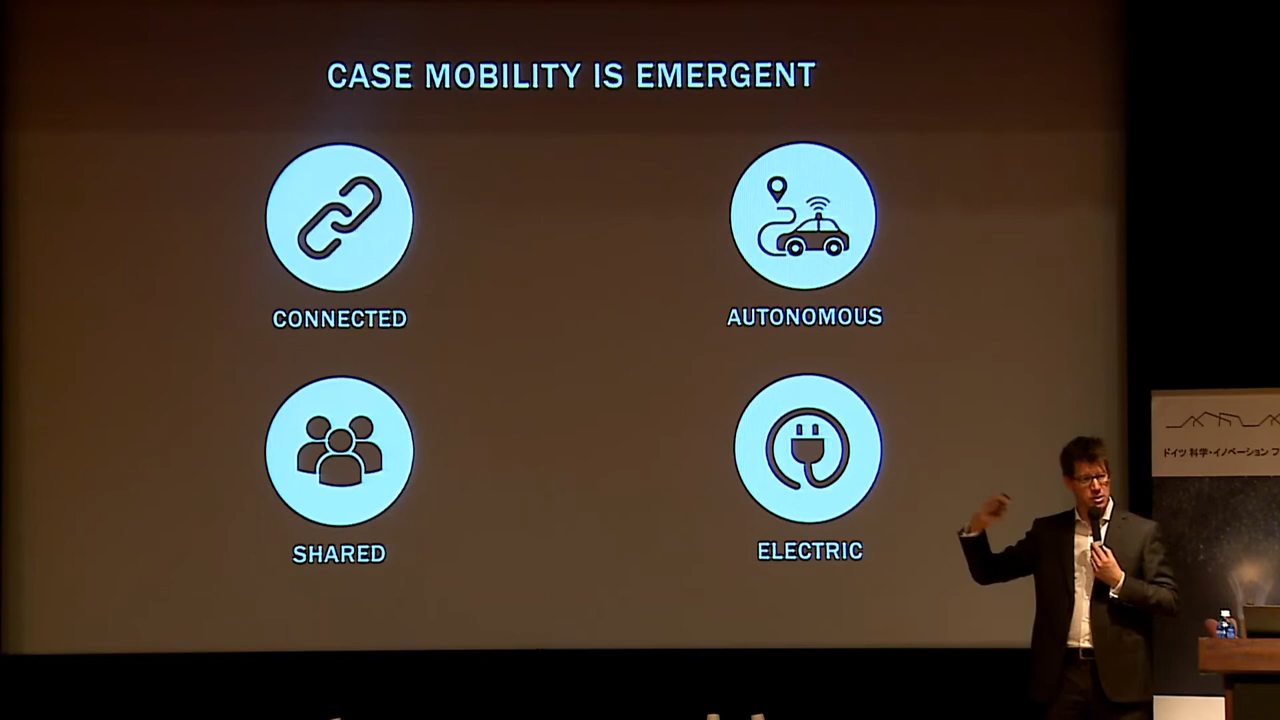 CASE MOBILITY IS EMERGENT
CONNECTED
AUTONOMOUS
SHARED
ELECTRIC
ドイツ 科学・イノベーション フ